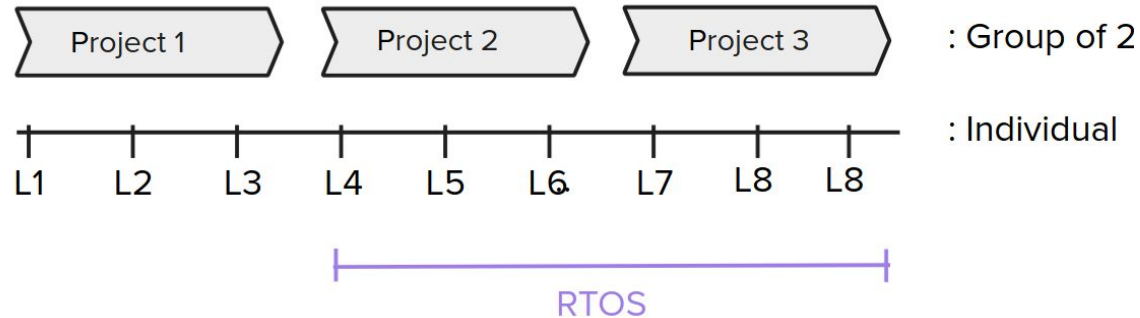 Project 1 Project 2 Project 3 : Group of 2
: Individual
L1 L2 L3 L4 L5 L6 L7 L8 L8
RTOS